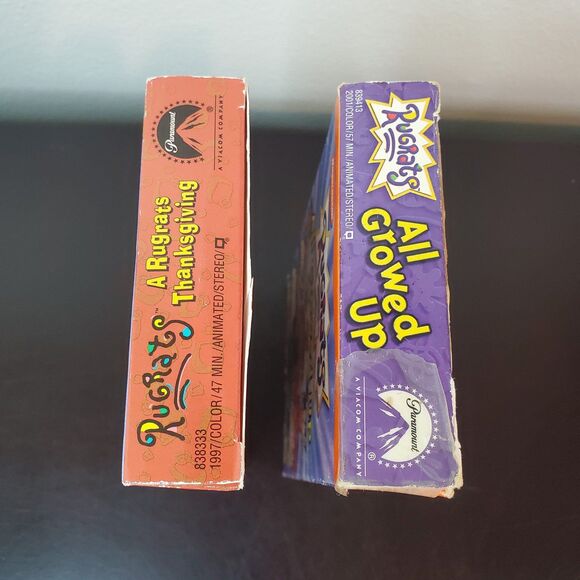 Rugrats™
A Rugrats
Thanksgiving
838333
1997/COLOR/47 MIN./ANIMATED/STEREO/
Paramount
A VIACOM COMPANY
839413
2001/COLOR/57 MIN./ANIMATED/STEREO/
RUGRATS
All
Growed
Up
Paramount
A VIACOM COMPANY
®